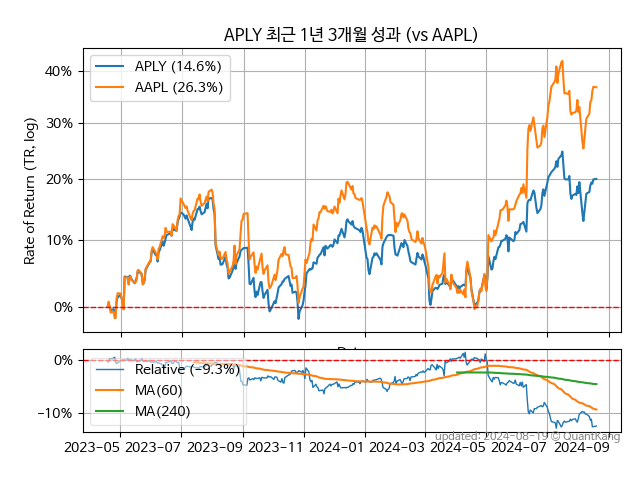 APLY 최근 1년 3개월 성과 (vs AAPL)
APLY (14.6%)
AAPL (26.3%)
Rate of Return (TR, log)
40%
30%
20%
10%
0%
Relative (−9.3%)
MA(60)
MA(240)
0%
−10%
2023−05 2023−07 2023−09 2023−11 2024−01 2024−03 2024−05 2024−07 2024−09
updated: 2024−08−19 © QuantKang